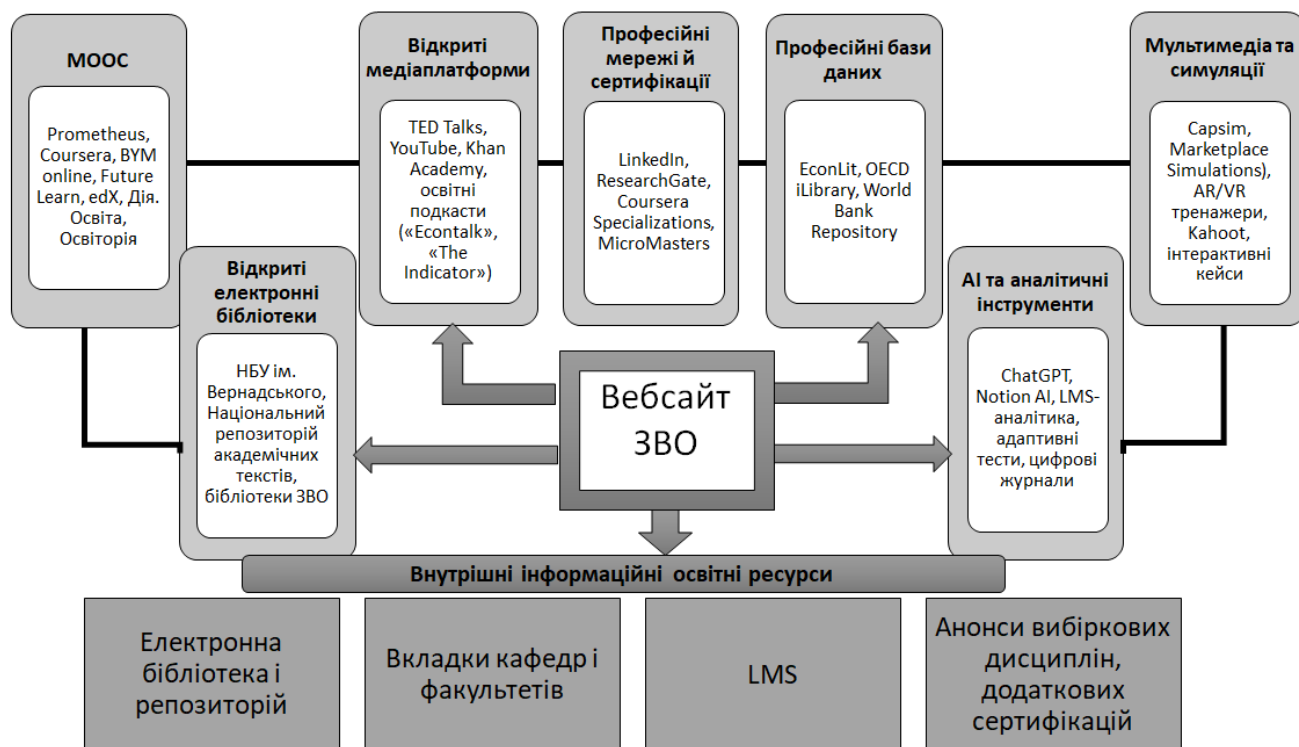 МООС
Prometheus,
Coursera, BYM
online, Future
Learn, edX, Дія.
Освіта,
Освіторія
Відкриті
медіаплатформи
TED Talks,
YouTube, Khan
Academy,
освітні
подкасти
(«Econtalk»,
«The
Indicator»)
Професійні
мережі й
сертифікації
LinkedIn,
ResearchGate,
Coursera
Specializations,
MicroMasters
Професійні бази
даних
EconLit, OECD
iLibrary, World
Bank
Repository
Мультимедіа та
симуляції
Capsim,
Marketplace
Simulations),
AR/VR
тренажери,
Kahoot,
інтерактивні
кейси
Відкриті
електронні
бібліотеки
НБУ ім.
Вернадського,
Національний
репозиторій
академічних
текстів,
бібліотеки ЗВО
Вебсайт
ЗВО
AI та аналітичні
інструменти
ChatGPT,
Notion AI, LMS-
аналітика,
адаптивні
тести, цифрові
журнали
Внутрішні інформаційні освітні ресурси
Електронна
бібліотека і
репозиторій
Вкладки кафедр і
факультетів
LMS
Анонси вибіркових
дисциплін,
додаткових
сертифікацій